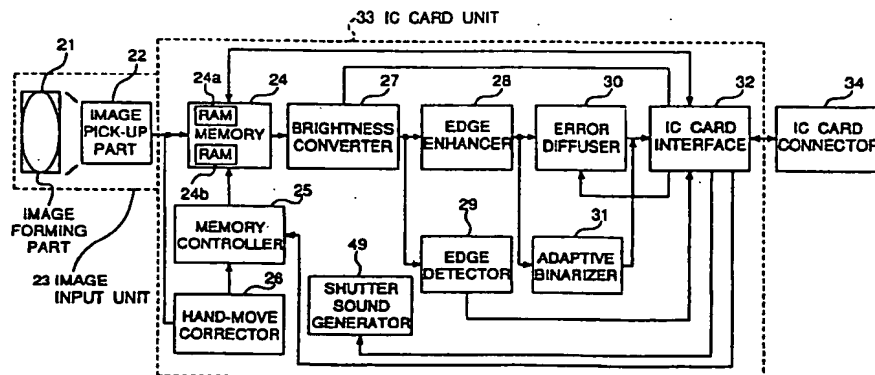 33 IC CARD UNIT
21
22
24a
24
27
28
30
32
34
IMAGE
PICK-UP
PART
RAM
MEMORY
RAM
BRIGHTNESS
CONVERTER
EDGE
ENHANCER
ERROR
DIFFUSER
IC CARD
INTERFACE
IC CARD
CONNECTOR
24b
25
IMAGE
FORMING
PART
MEMORY
CONTROLLER
29
EDGE
DETECTOR
31
ADAPTIVE
BINARIZER
23 IMAGE
INPUT UNIT
26
HAND-MOVE
CORRECTOR
49
SHUTTER
SOUND
GENERATOR